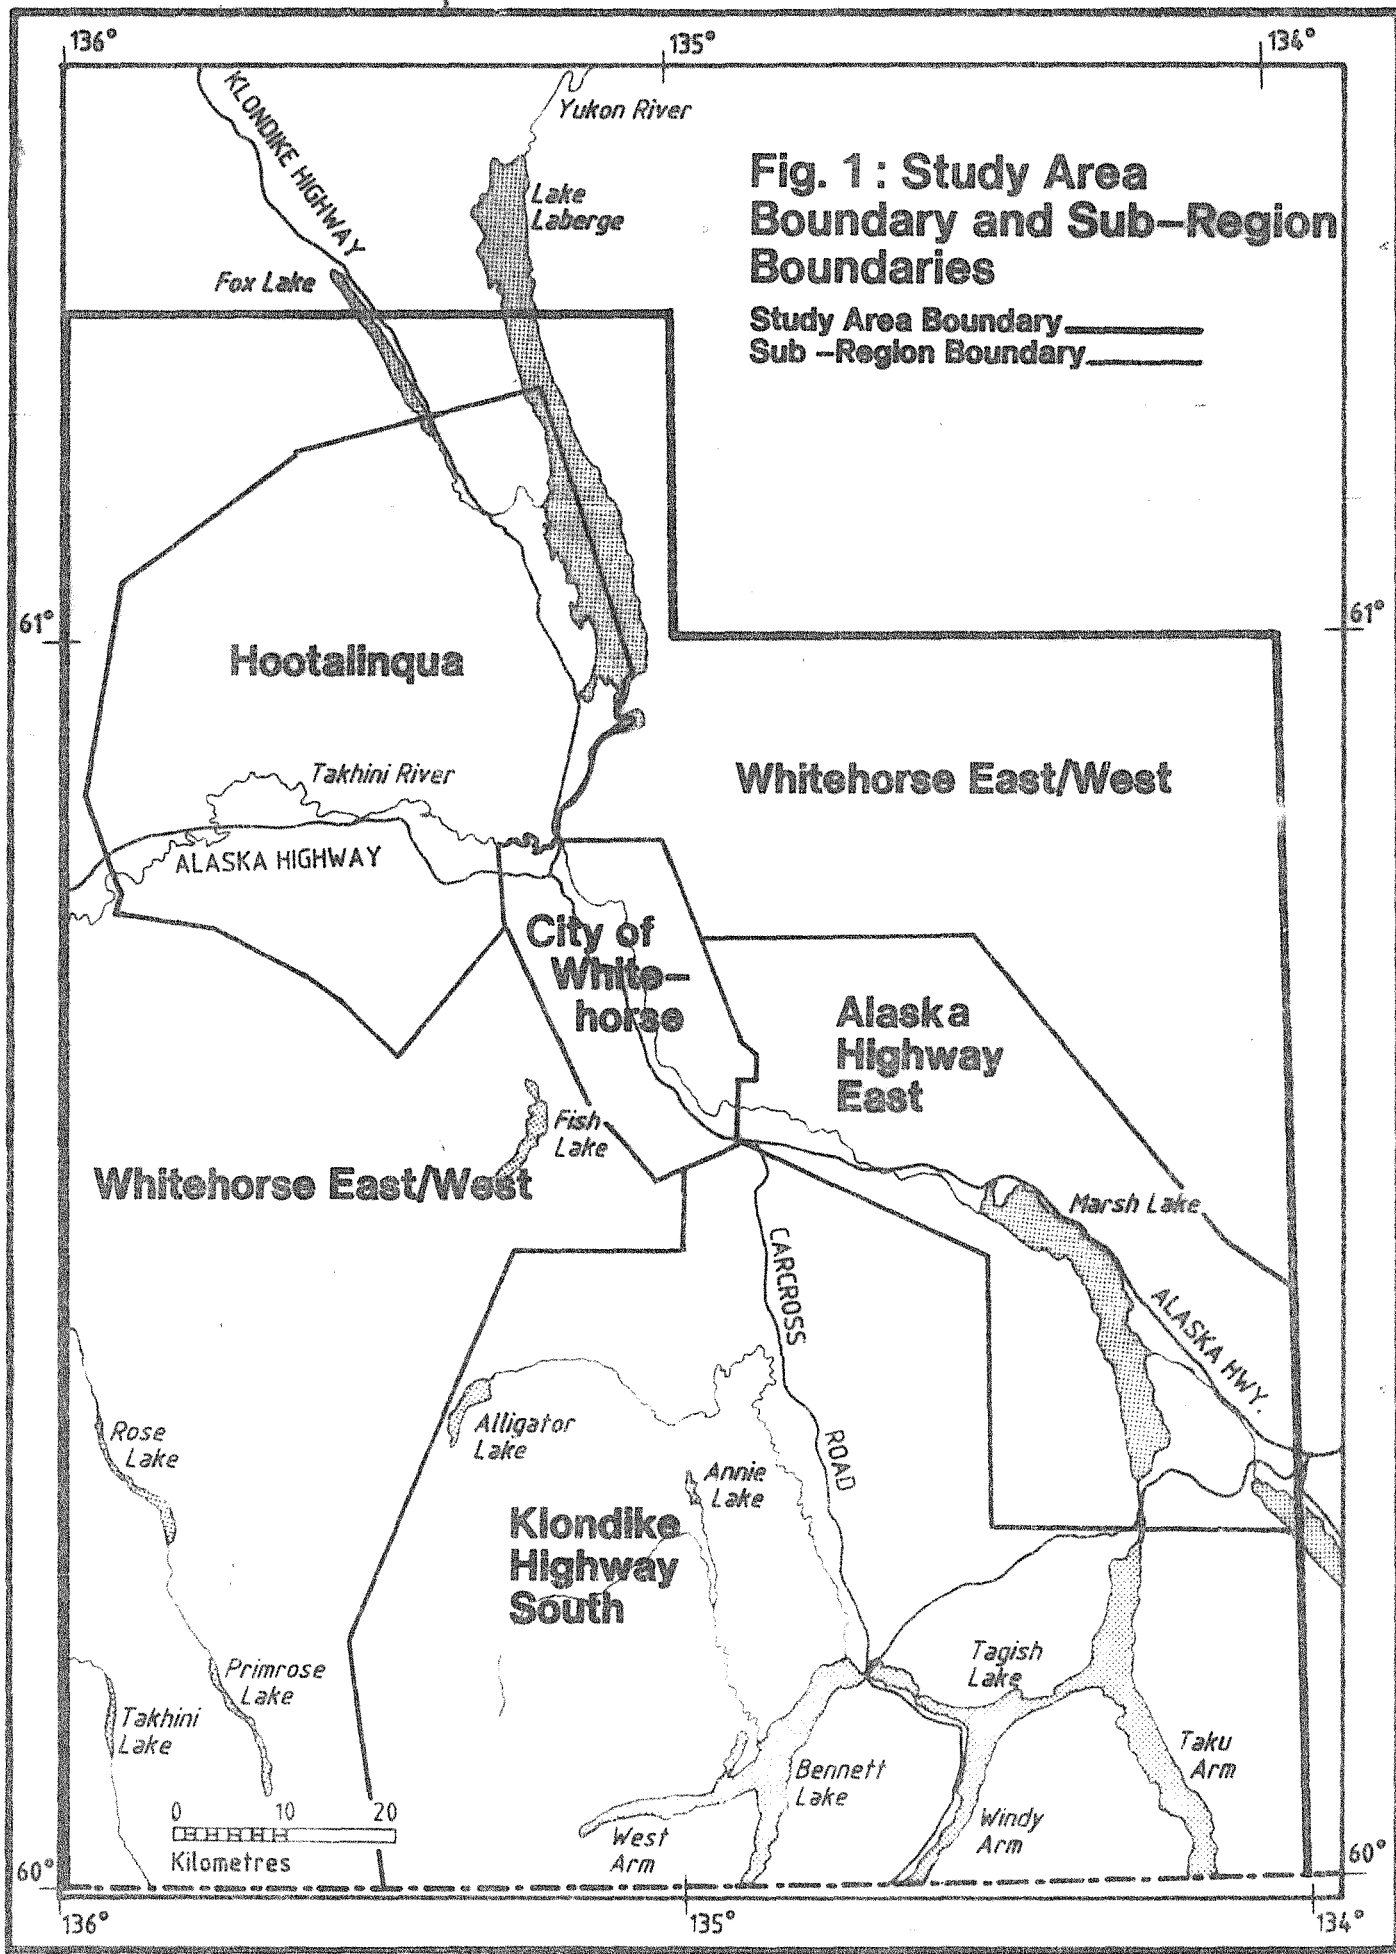 136°
135°
134°
KLONDIKE HIGHWAY
Yukon River
Fig. 1 : Study Area
Boundary and Sub-Region
Boundaries
Study Area Boundary
Sub-Region Boundary
Lake
Laberge
Fox Lake
61°
61°
Hootalinqua
Takhini River
Whitehorse East/West
ALASKA HIGHWAY
City of
White-
horse
Alaska
Highway
East
Fish
Lake
Whitehorse East/West
Marsh Lake
CARCROSS
ROAD
ALASKA HWY.
Rose
Lake
Alligator
Lake
Annie
Lake
Klondike
Highway
South
Primrose
Lake
Takhini
Lake
Tagish
Lake
Taku
Arm
Bennett
Lake
Windy
Arm
West
Arm
0 10 20
Kilometres
60°
60°
136°
135°
134°